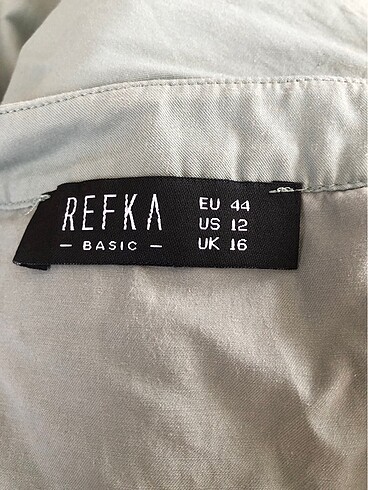 REFKA
— BASIC —
EU 44
US 12
UK 16